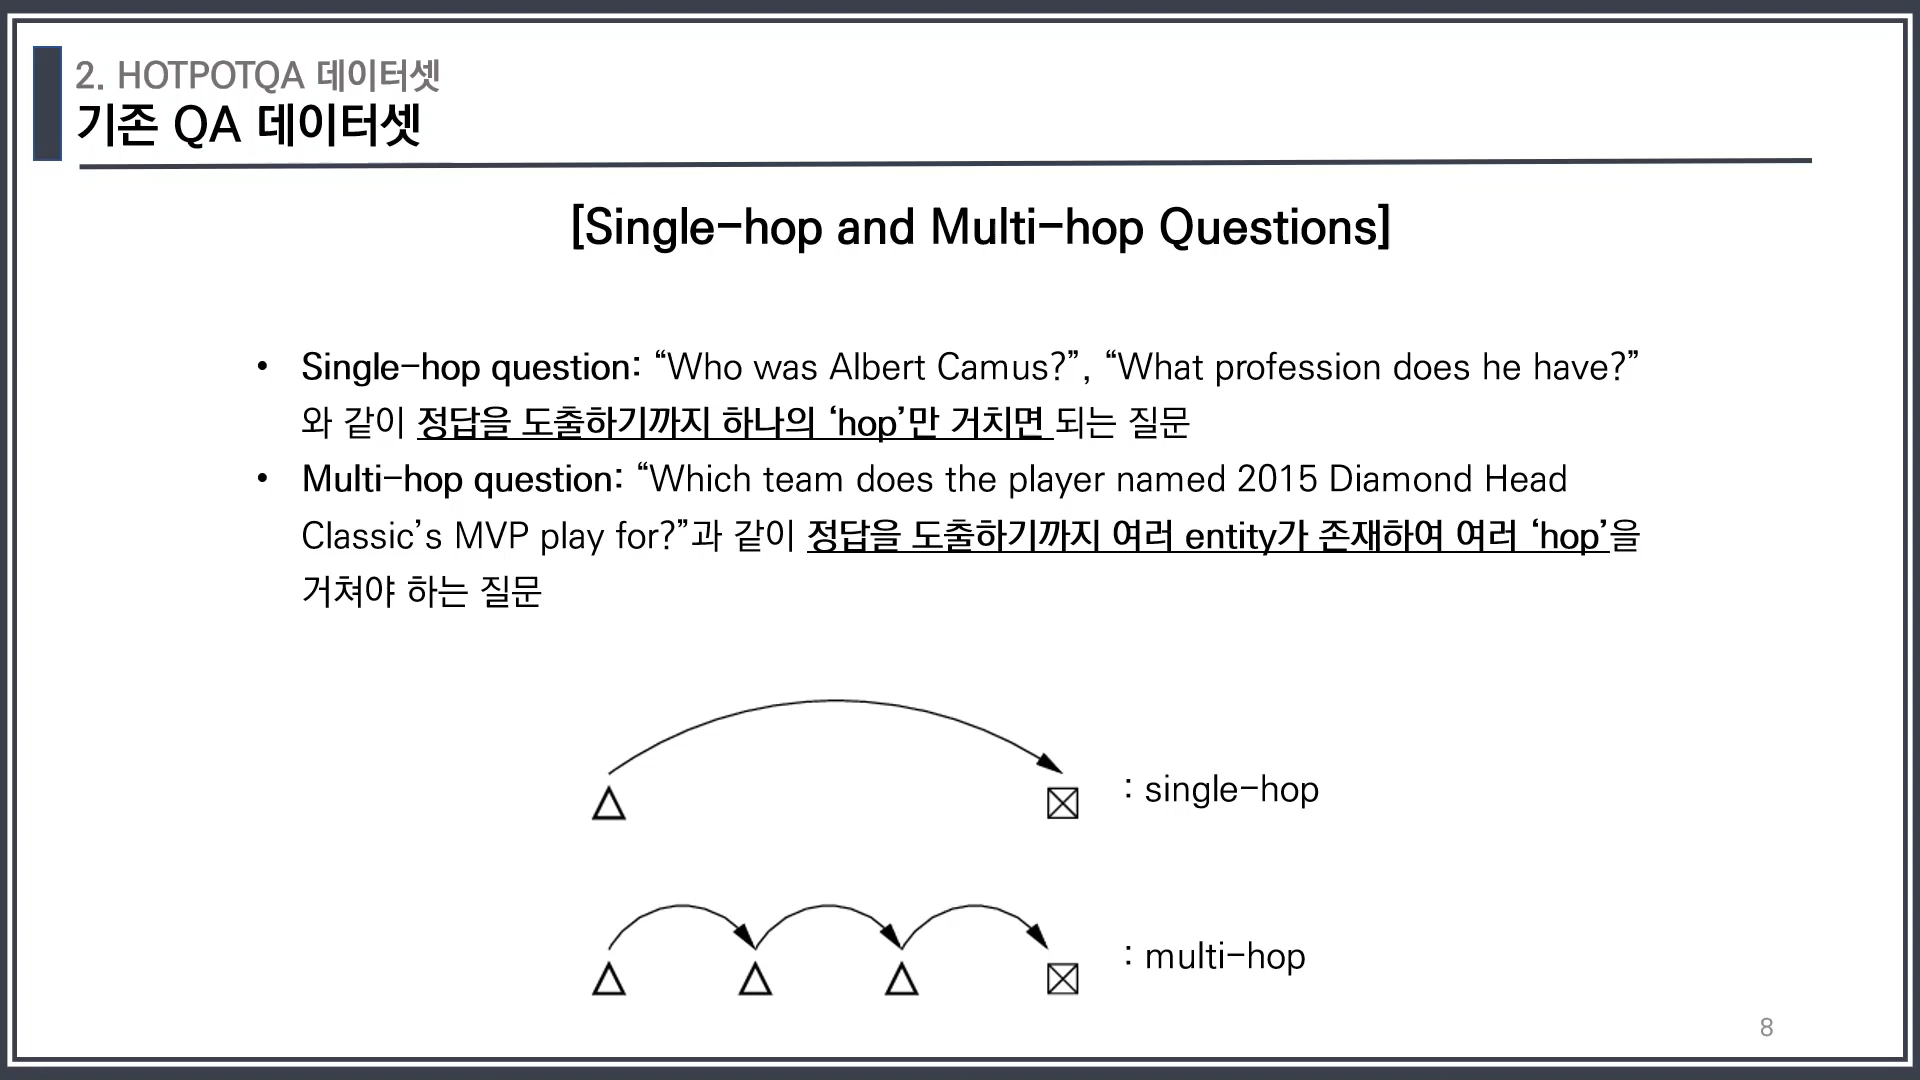 2. HOTPOTQA 데이터셋
기존 QA 데이터셋
[Single-hop and Multi-hop Questions]
• Single-hop question: “Who was Albert Camus?”, “What profession does he have?”
와 같이 정답을 도출하기까지 하나의 ‘hop’만 거치면 되는 질문
• Multi-hop question: “Which team does the player named 2015 Diamond Head
Classic’s MVP play for?”과 같이 정답을 도출하기까지 여러 entity가 존재하여 여러 ‘hop’을
거쳐야 하는 질문
: single-hop
: multi-hop
8